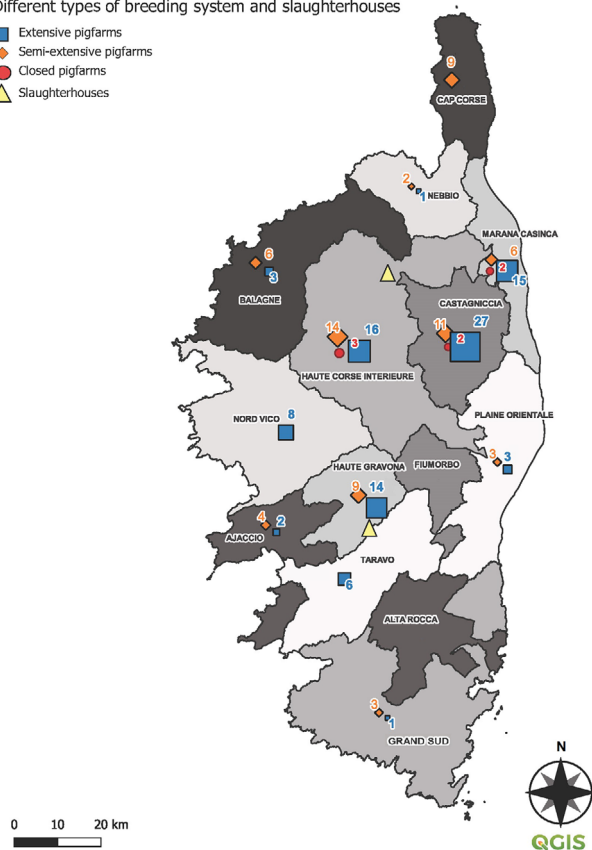 Different types of breeding system and slaughterhouses
Extensive pigfarms
Semi-extensive pigfarms
Closed pigfarms
Slaughterhouses
9
CAP CORSE
2
1
NEBBIO
MARANA CASINCA
6
2
15
6
3
BALAGNE
CASTAGNICCIA
11
2
27
14
3
16
HAUTE CORSE INTERIEURE
PLAINE ORIENTALE
NORD VICO
8
3
3
HAUTE GRAVONA
FIUMORBO
9
14
4
2
AJACCIO
TARAVO
6
ALTA ROCCA
3
1
GRAND SUD
N
0 10 20 km
QGIS